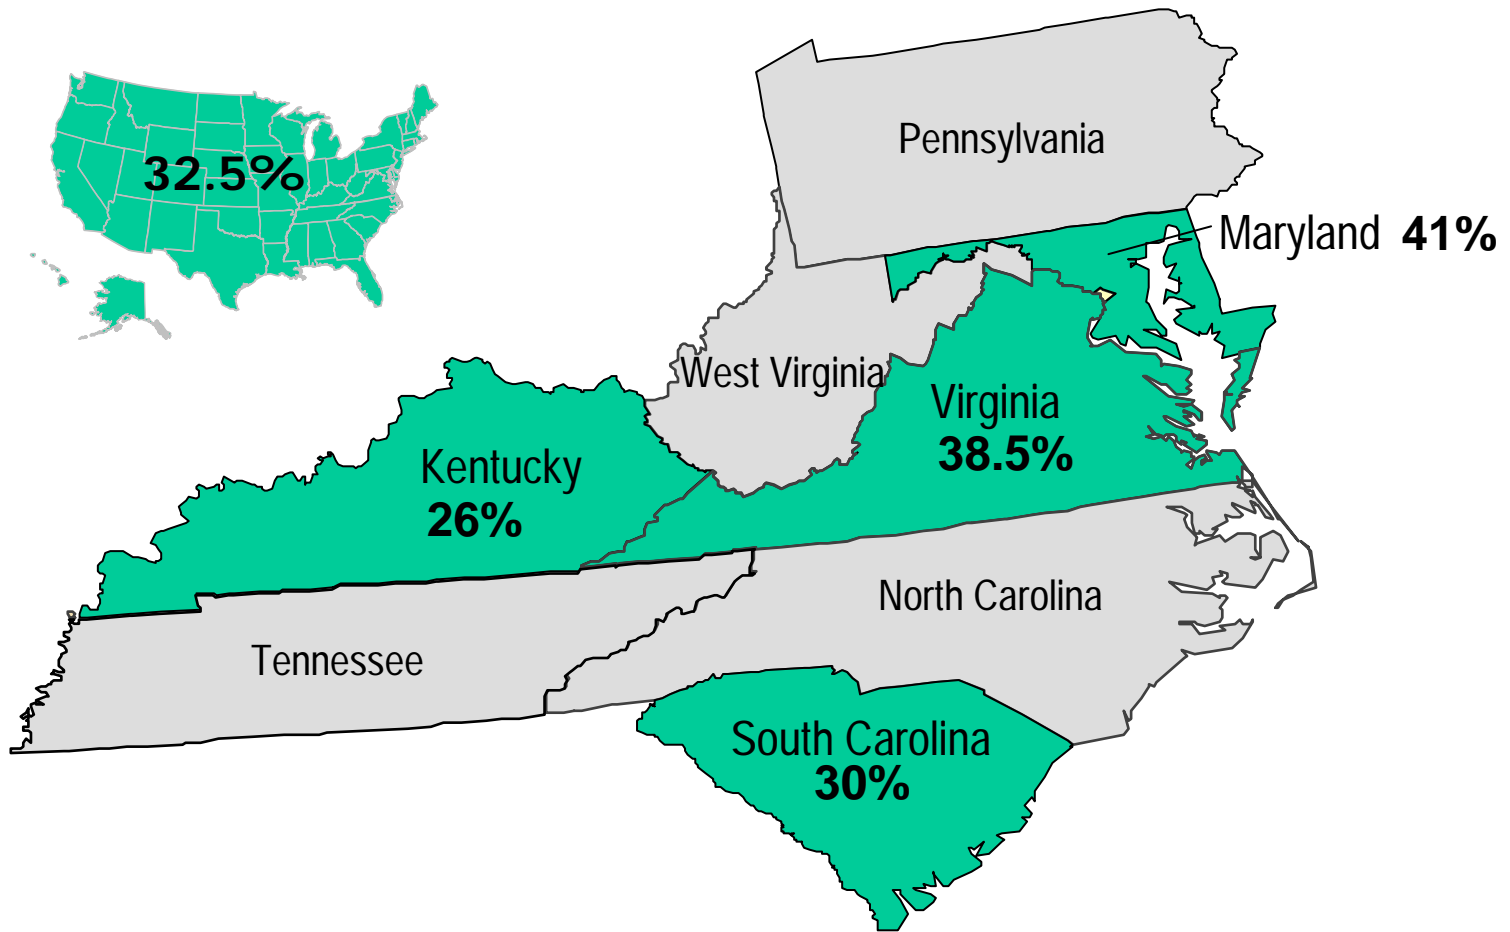 32.5%
Pennsylvania
Maryland 41%
West Virginia
Virginia
38.5%
Kentucky
26%
North Carolina
Tennessee
South Carolina
30%